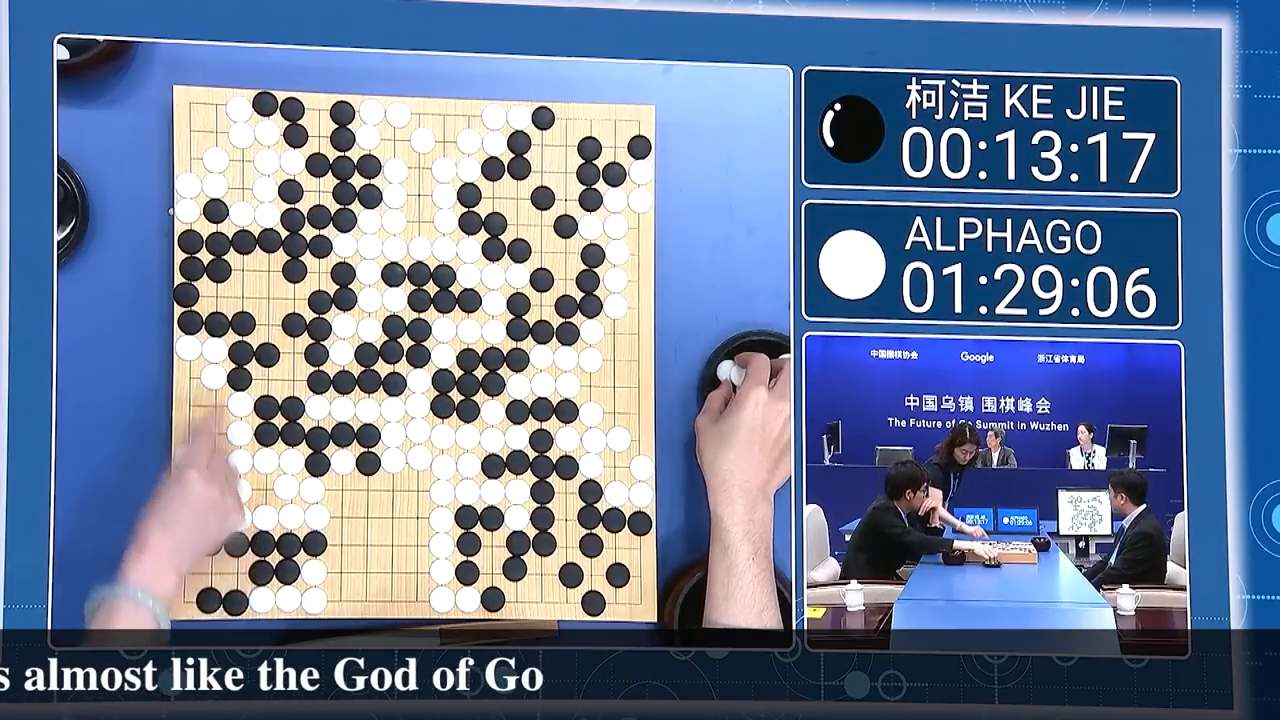 柯洁 KE JIE
00:13:17
ALPHAGO
01:29:06
中国围棋协会 Google 浙江省体育局
中国乌镇 围棋峰会
The Future of Go Summit in Wuzhen
s almost like the God of Go